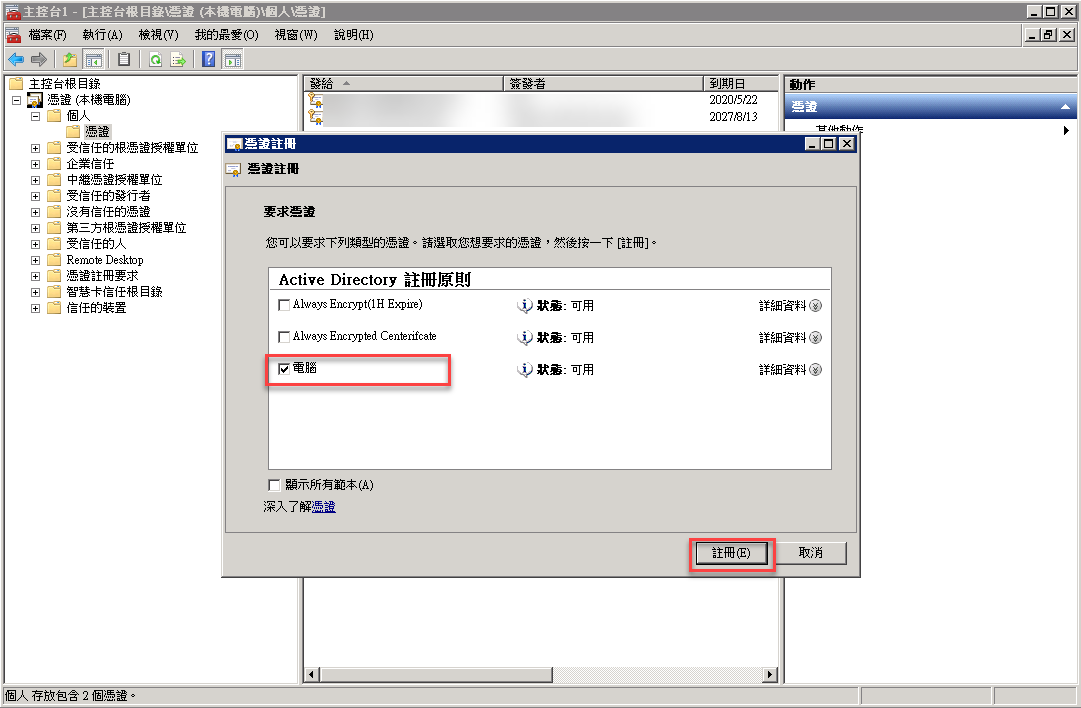 主控台1 - [主控台根目錄\憑證 (本機電腦)\個人\憑證]
檔案(F) 執行(A) 檢視(V) 我的最愛(O) 視窗(W) 說明(H)
主控台根目錄
憑證 (本機電腦)
個人
憑證
受信任的根憑證授權單位
企業信任
中繼憑證授權單位
受信任的發行者
沒有信任的憑證
第三方根憑證授權單位
受信任的人
Remote Desktop
憑證註冊要求
智慧卡信任根目錄
信任的裝置
發給 簽發者 到期日
2020/5/22
2027/8/13
動作
憑證
其他動作
憑證註冊
憑證註冊
要求憑證
您可以要求下列類型的憑證。請選取您想要求的憑證，然後按一下 [註冊]。
Active Directory 註冊原則
Always Encrypt(1H Expire) 狀態: 可用 詳細資料
Always Encrypted Centerifcate 狀態: 可用 詳細資料
電腦 狀態: 可用 詳細資料
顯示所有範本(A)
深入了解憑證
註冊(E) 取消
個人 存放包含 2 個憑證。